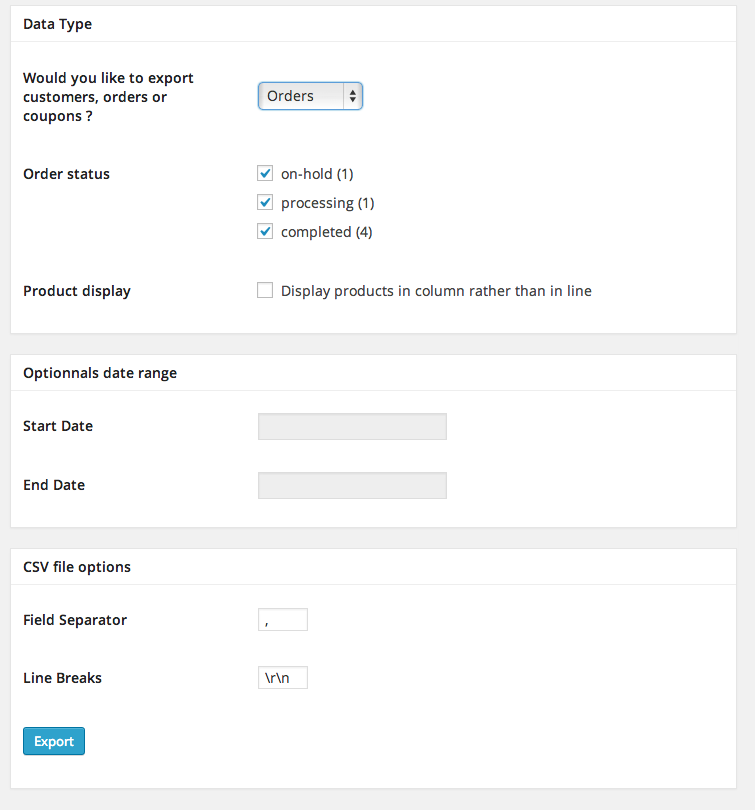 Data Type
Would you like to export
customers, orders or
coupons ?
Orders
Order status
on-hold (1)
processing (1)
completed (4)
Product display
Display products in column rather than in line
Optionnals date range
Start Date
End Date
CSV file options
Field Separator
,
Line Breaks
\r\n
Export